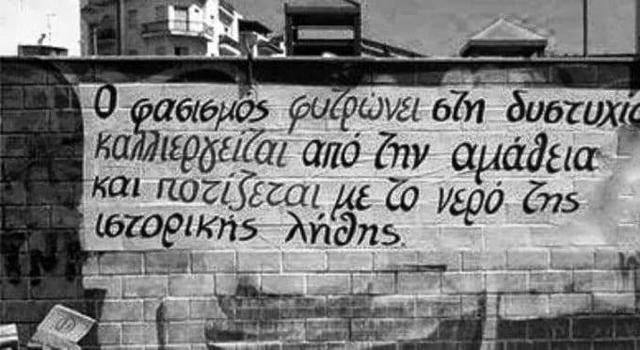 Ο φασισμός φυτρώνει στη δυστυχία
καλλιεργείται από την αμάθεια
και ποτίζεται με το νερό της
ιστορικής λήθης.